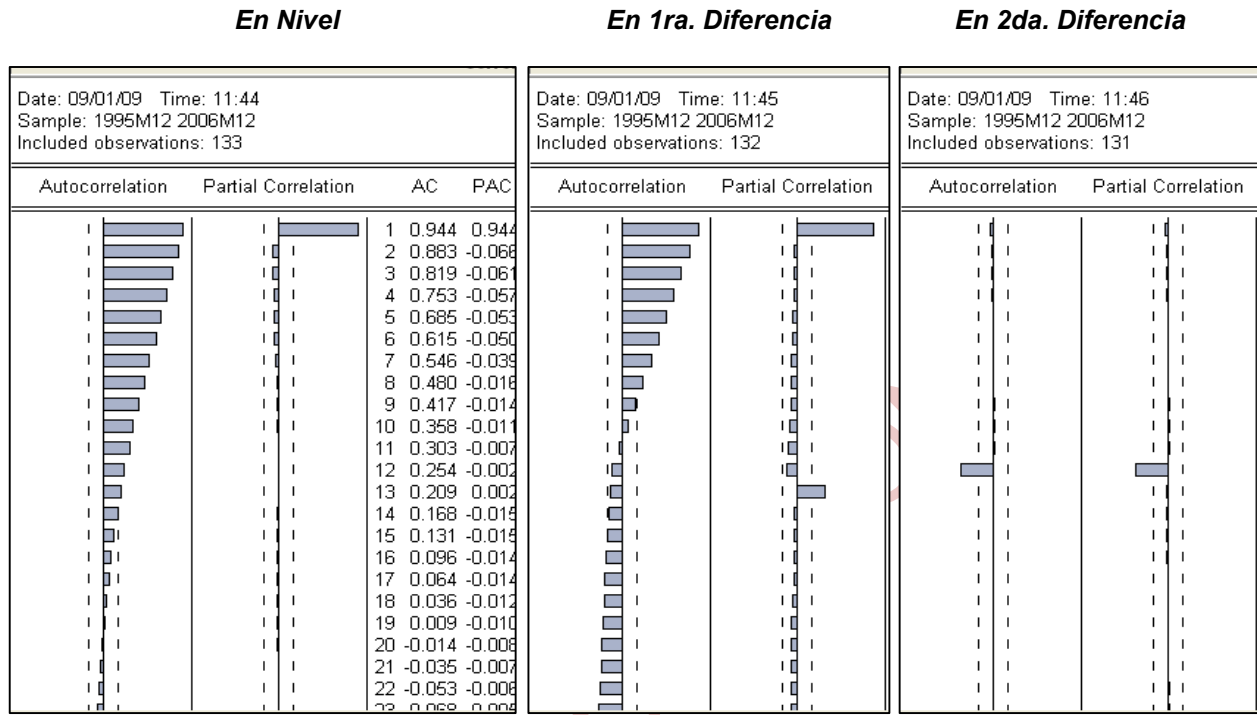 En Nivel
En 1ra. Diferencia
En 2da. Diferencia
Date: 09/01/09 Time: 11:44
Sample: 1995M12 2006M12
Included observations: 133
Autocorrelation Partial Correlation AC PAC
1 0.944 0.944
2 0.883 -0.066
3 0.819 -0.061
4 0.753 -0.057
5 0.685 -0.053
6 0.615 -0.050
7 0.546 -0.039
8 0.480 -0.016
9 0.417 -0.014
10 0.358 -0.011
11 0.303 -0.007
12 0.254 -0.002
13 0.209 0.002
14 0.168 -0.015
15 0.131 -0.015
16 0.096 -0.014
17 0.064 -0.014
18 0.036 -0.012
19 0.009 -0.010
20 -0.014 -0.008
21 -0.035 -0.007
22 -0.053 -0.006
Date: 09/01/09 Time: 11:45
Sample: 1995M12 2006M12
Included observations: 132
Autocorrelation Partial Correlation
Date: 09/01/09 Time: 11:46
Sample: 1995M12 2006M12
Included observations: 131
Autocorrelation Partial Correlation